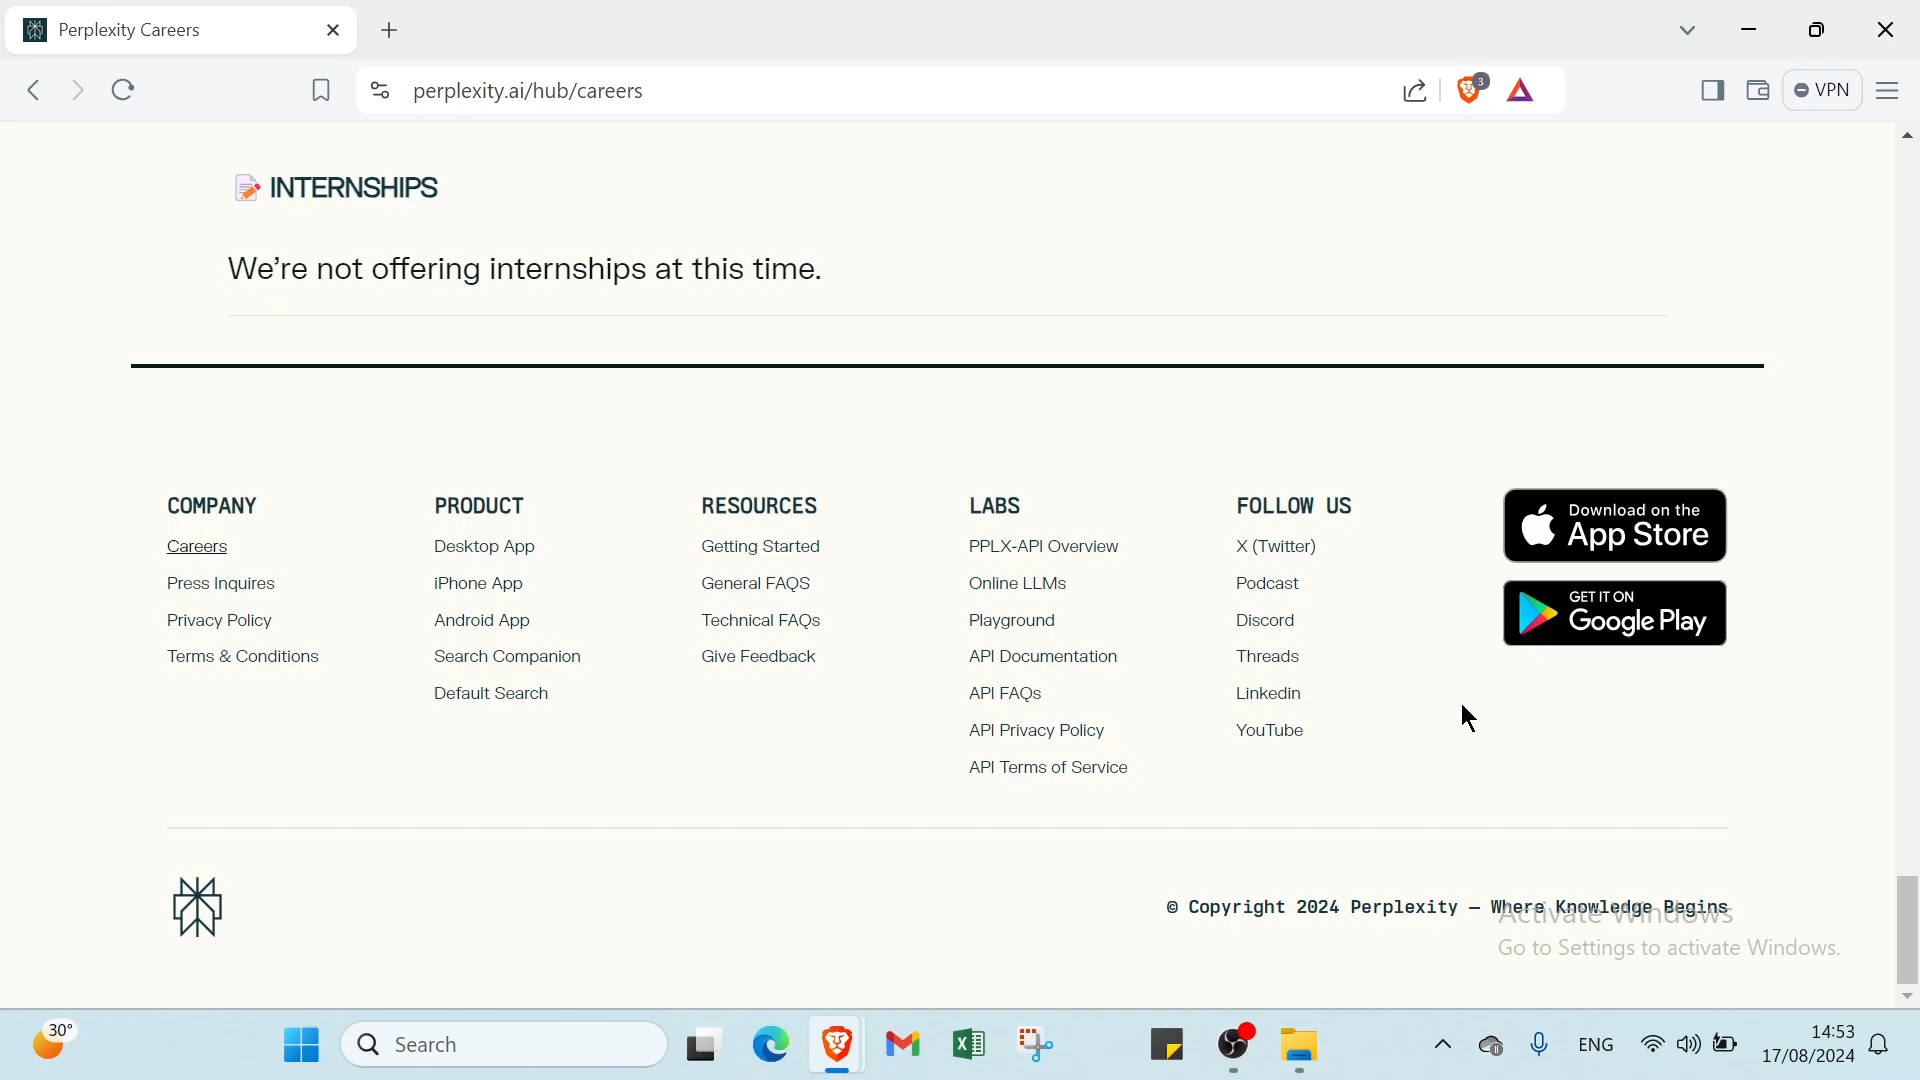 Perplexity Careers
perplexity.ai/hub/careers
3
VPN
INTERNSHIPS
We're not offering internships at this time.
COMPANY
Careers
Press Inquires
Privacy Policy
Terms & Conditions
PRODUCT
Desktop App
iPhone App
Android App
Search Companion
Default Search
RESOURCES
Getting Started
General FAQS
Technical FAQs
Give Feedback
LABS
PPLX-API Overview
Online LLMs
Playground
API Documentation
API FAQs
API Privacy Policy
API Terms of Service
FOLLOW US
X (Twitter)
Podcast
Discord
Threads
Linkedin
YouTube
Download on the
App Store
GET IT ON
Google Play
© Copyright 2024 Perplexity — Where Knowledge Begins
Activate Windows
Go to Settings to activate Windows.
30°
Search
ENG
14:53
17/08/2024